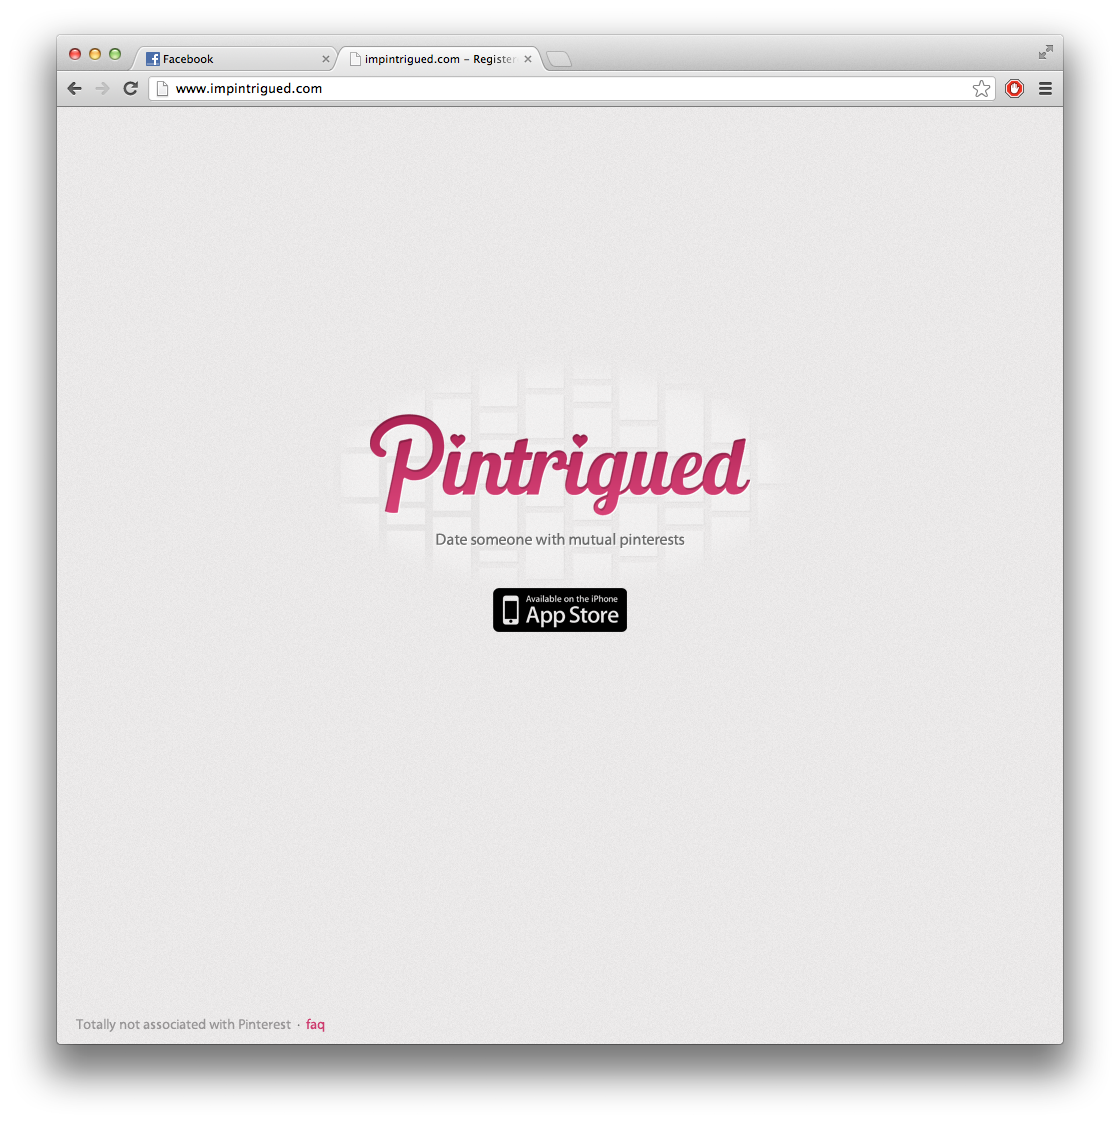 Facebook
impintrigued.com – Register
www.impintrigued.com
Pintrigued
Date someone with mutual pinterests
Available on the iPhone
App Store
Totally not associated with Pinterest · faq